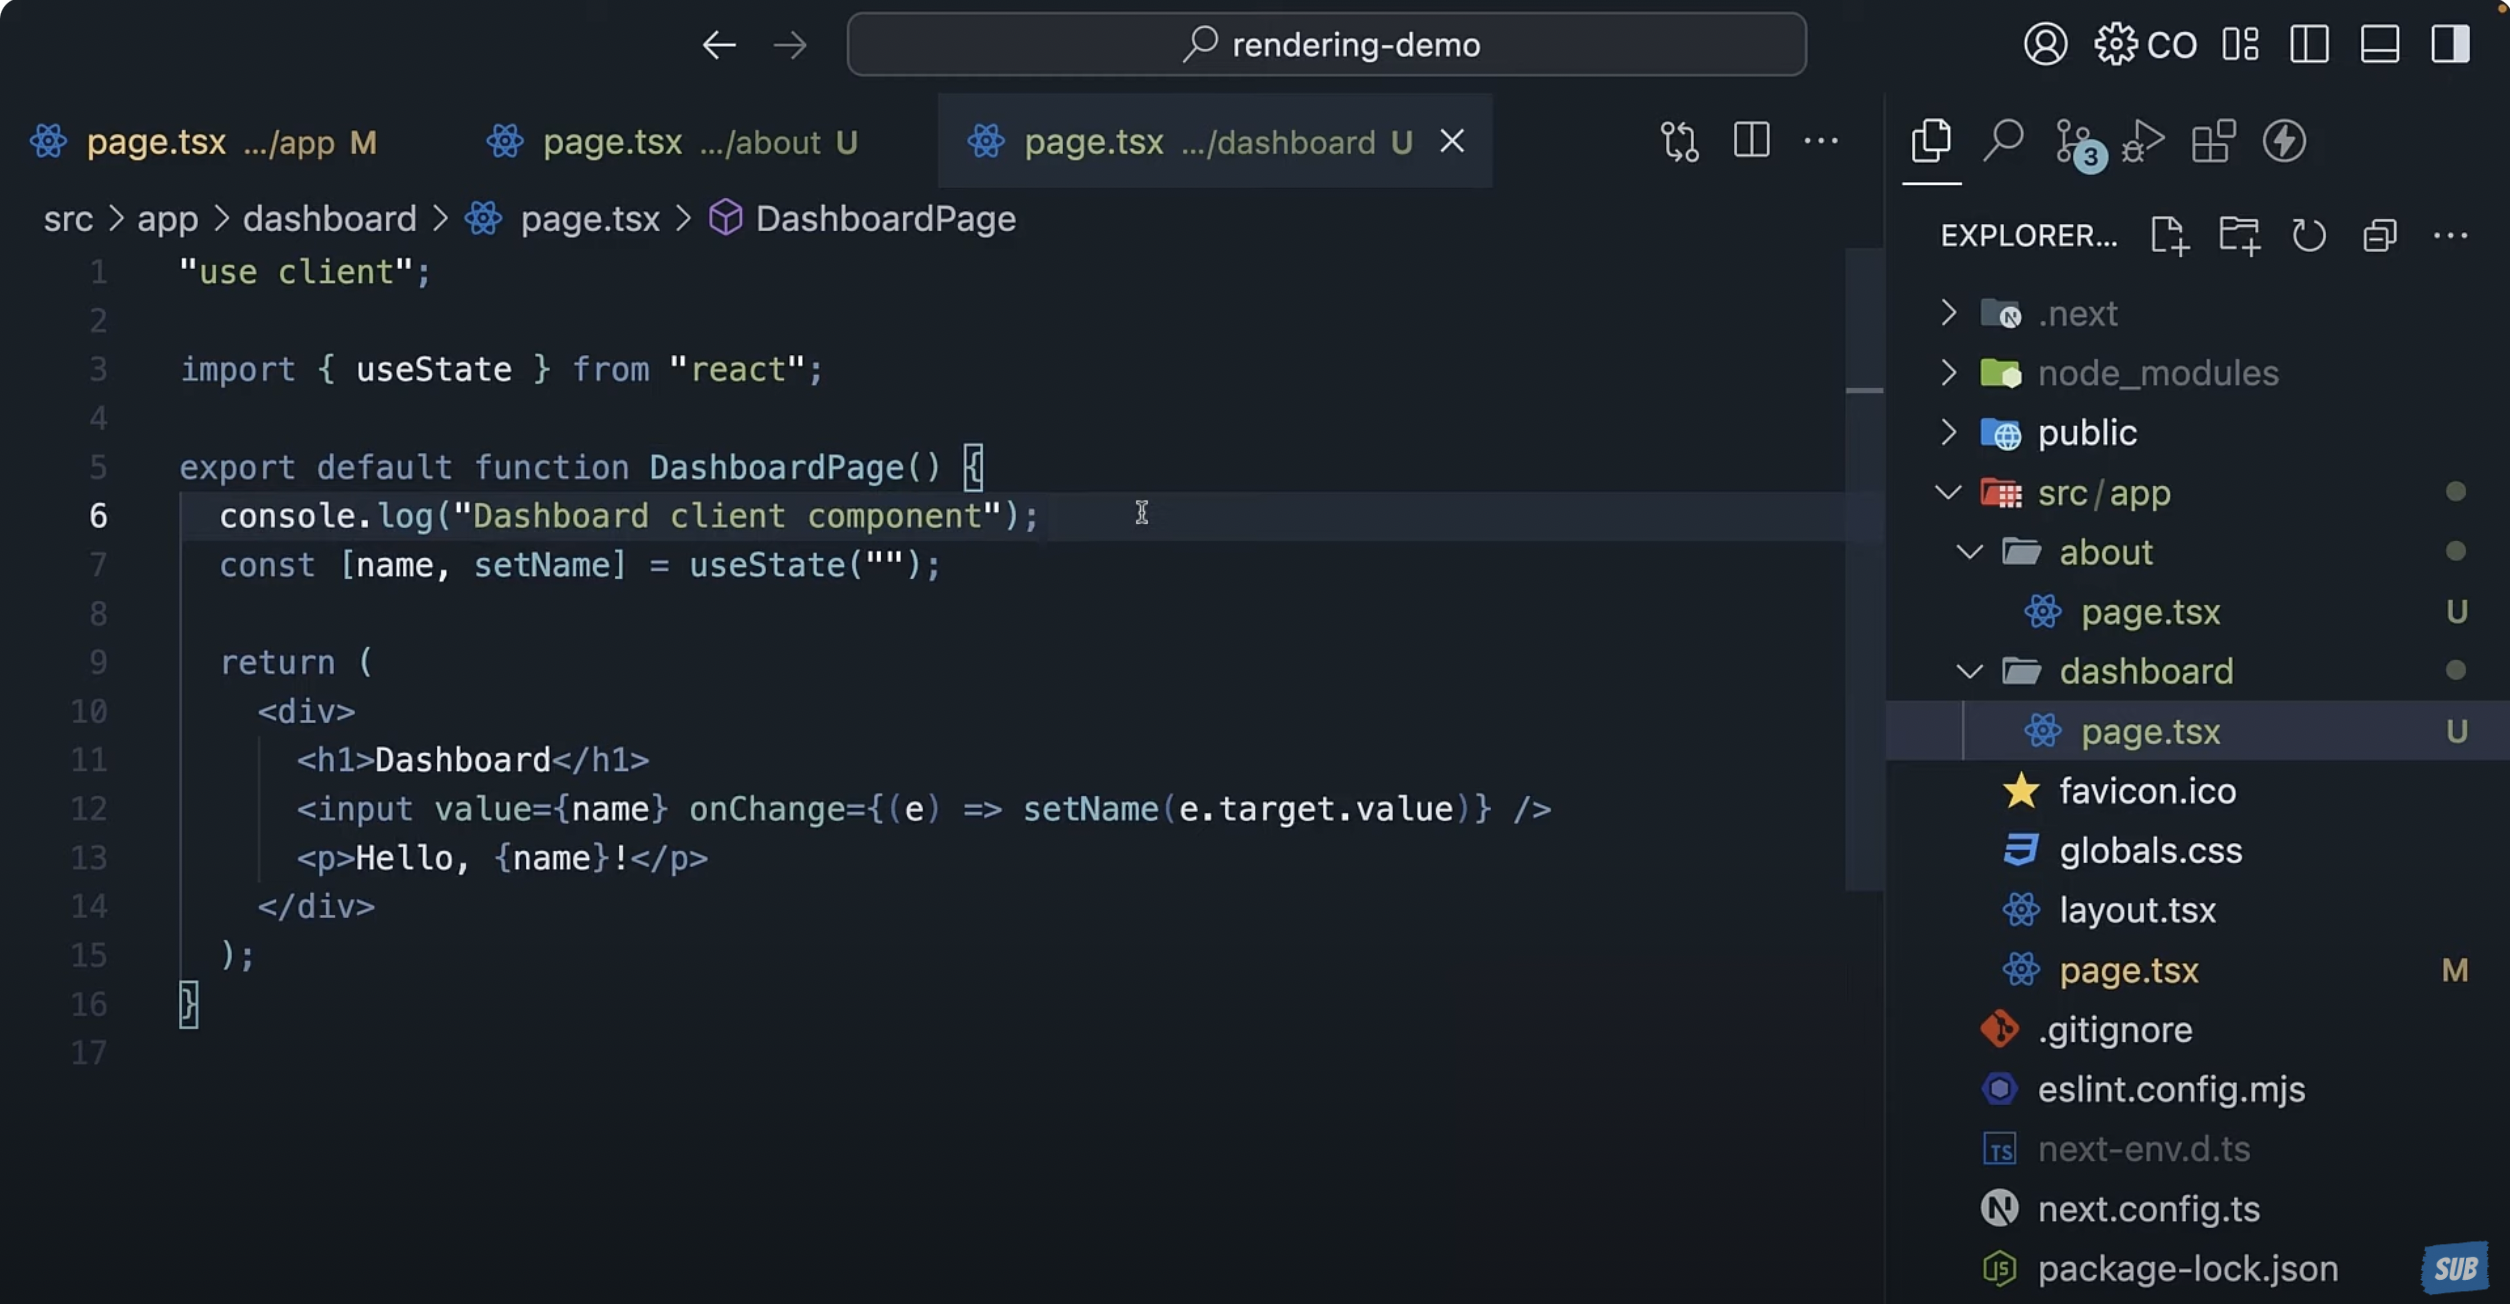 rendering-demo
CO
page.tsx .../app M
page.tsx .../about U
page.tsx .../dashboard U
3
src > app > dashboard > page.tsx > DashboardPage
EXPLORER...
1 "use client";
2
3 import { useState } from "react";
4
5 export default function DashboardPage() {
6 console.log("Dashboard client component");
7 const [name, setName] = useState("");
8
9 return (
10 <div>
11 <h1>Dashboard</h1>
12 <input value={name} onChange={(e) => setName(e.target.value)} />
13 <p>Hello, {name}!</p>
14 </div>
15 );
16 }
17
.next
node_modules
public
src/app
about
page.tsx U
dashboard
page.tsx U
favicon.ico
globals.css
layout.tsx
page.tsx M
.gitignore
eslint.config.mjs
TS next-env.d.ts
N next.config.ts
JS package-lock.json
SUB